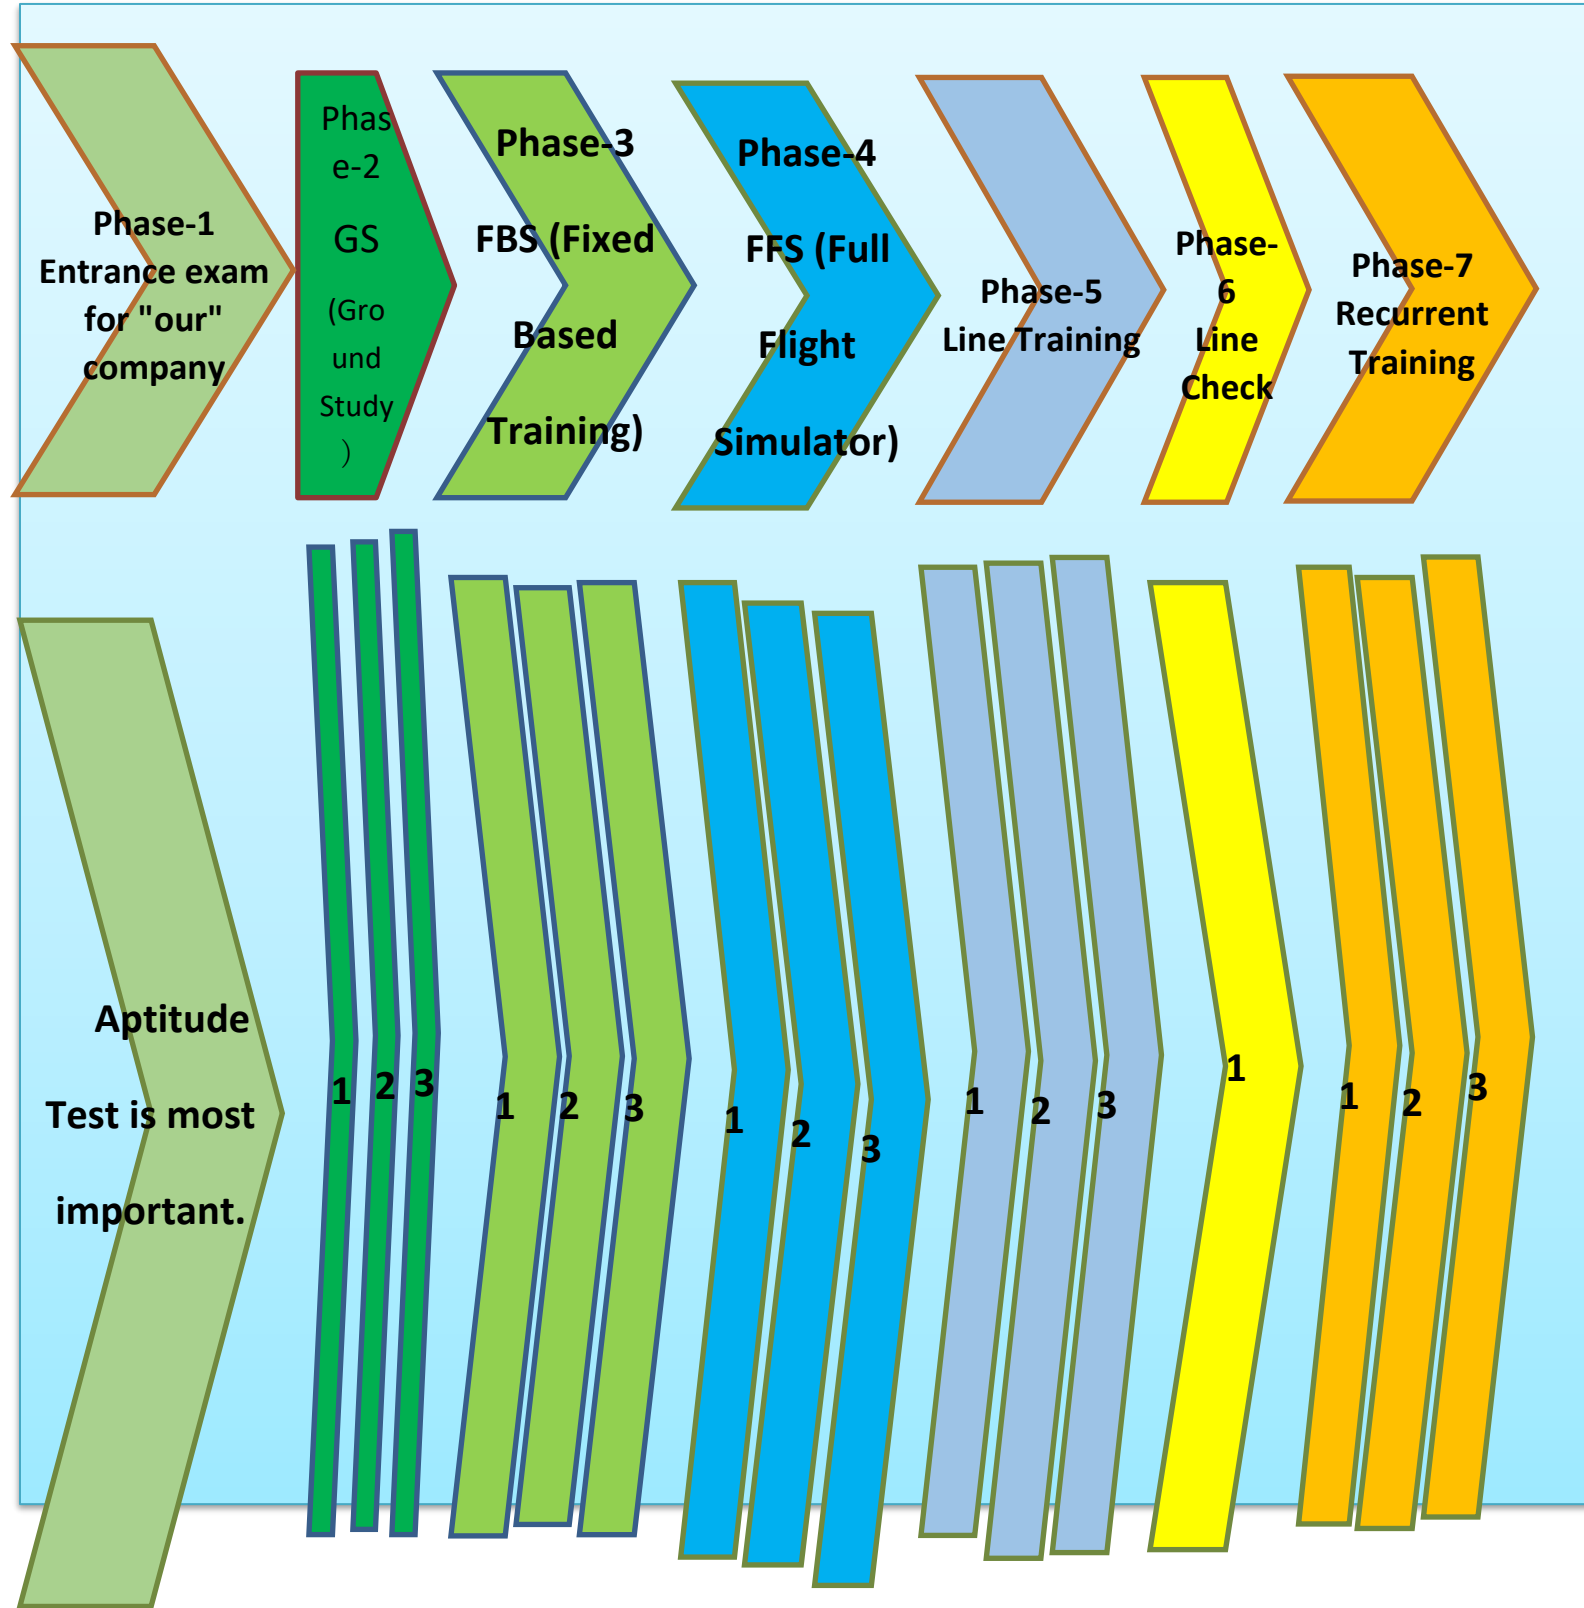 Phase-1
Entrance exam
for "our"
company
Phas
e-2
GS
(Gro
und
Study
）
Phase-3
FBS (Fixed
Based
Training)
Phase-4
FFS (Full
Flight
Simulator)
Phase-5
Line Training
Phase-
6
Line
Check
Phase-7
Recurrent
Training
Aptitude
Test is most
important.
1
2
3
1
2
3
1
2
3
1
2
3
1
1
2
3